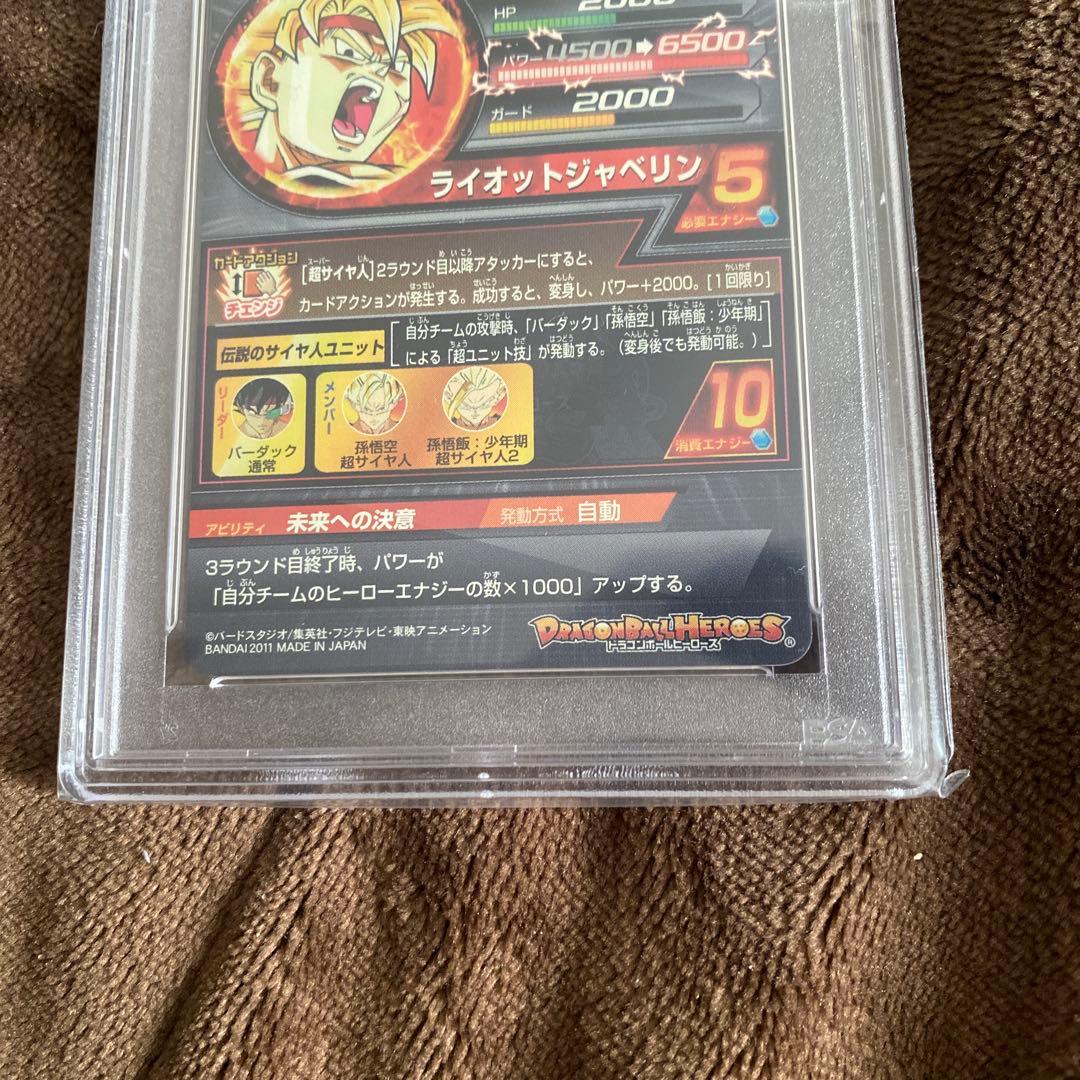 HP 2000
パワー 4500➡6500
ガード 2000
ライオットジャベリン 5
必要エナジー
カードアクション
チェンジ
[超サイヤ人]2ラウンド目以降アタッカーにすると、
カードアクションが発生する。成功すると、変身し、パワー+2000。[1回限り]
伝説のサイヤ人ユニット
[自分チームの攻撃時、「バーダック」「孫悟空」「孫悟飯:少年期」
による「超ユニット技」が発動する。(変身後でも発動可能。)]
リーダー
バーダック
通常
メンバー
孫悟空
超サイヤ人
孫悟飯:少年期
超サイヤ人2
10
消費エナジー
アビリティ 未来への決意 発動方式 自動
3ラウンド目終了時、パワーが
「自分チームのヒーローエナジーの数×1000」アップする。
©バードスタジオ/集英社・フジテレビ・東映アニメーション
BANDAI 2011 MADE IN JAPAN
DRAGONBALL HEROES
ドラゴンボールヒーローズ
®
PSA